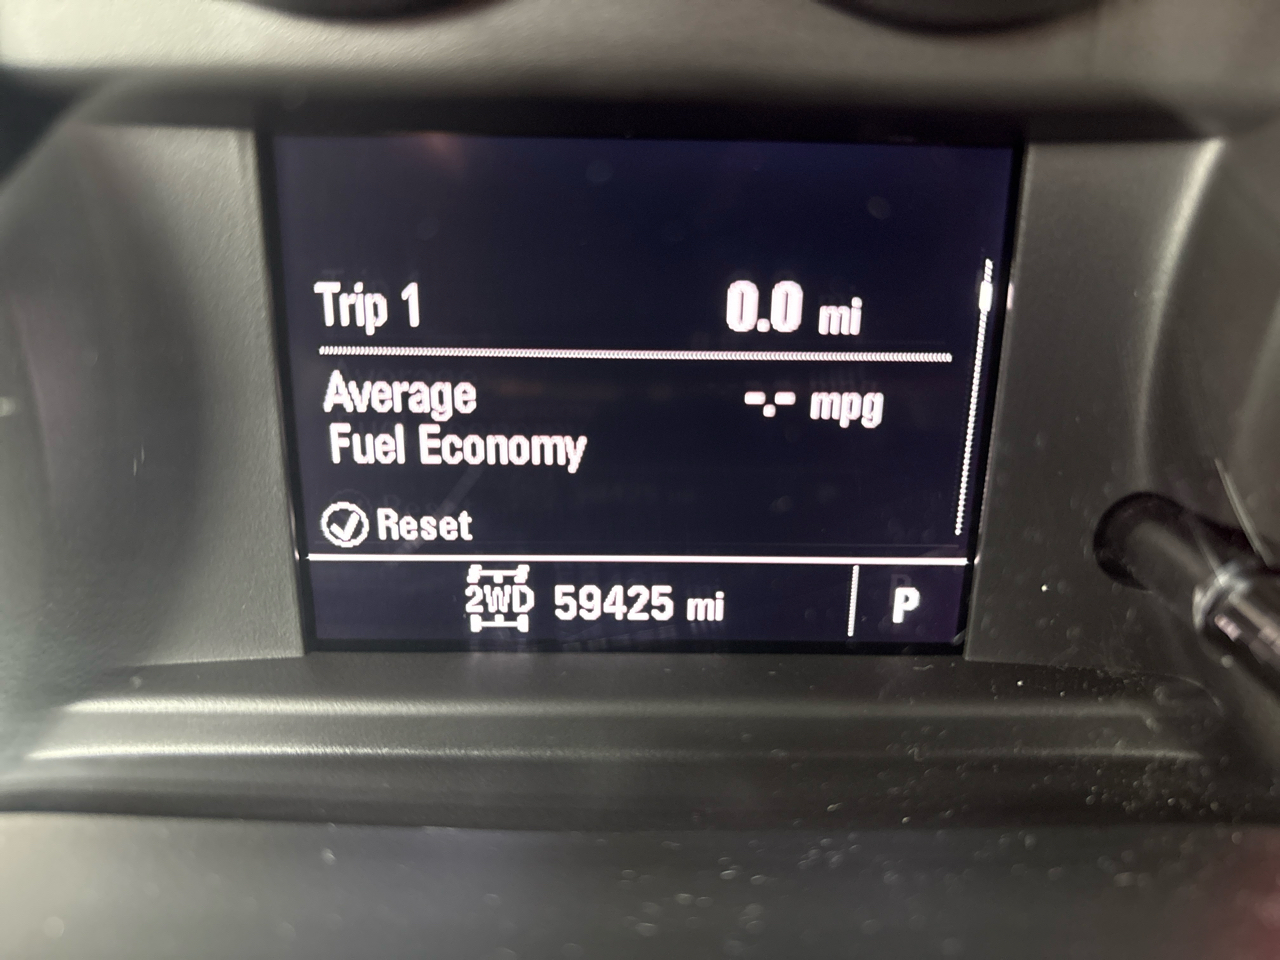 Trip 1 0.0 mi
Average -.- mpg
Fuel Economy
Reset
2WD 59425 mi P